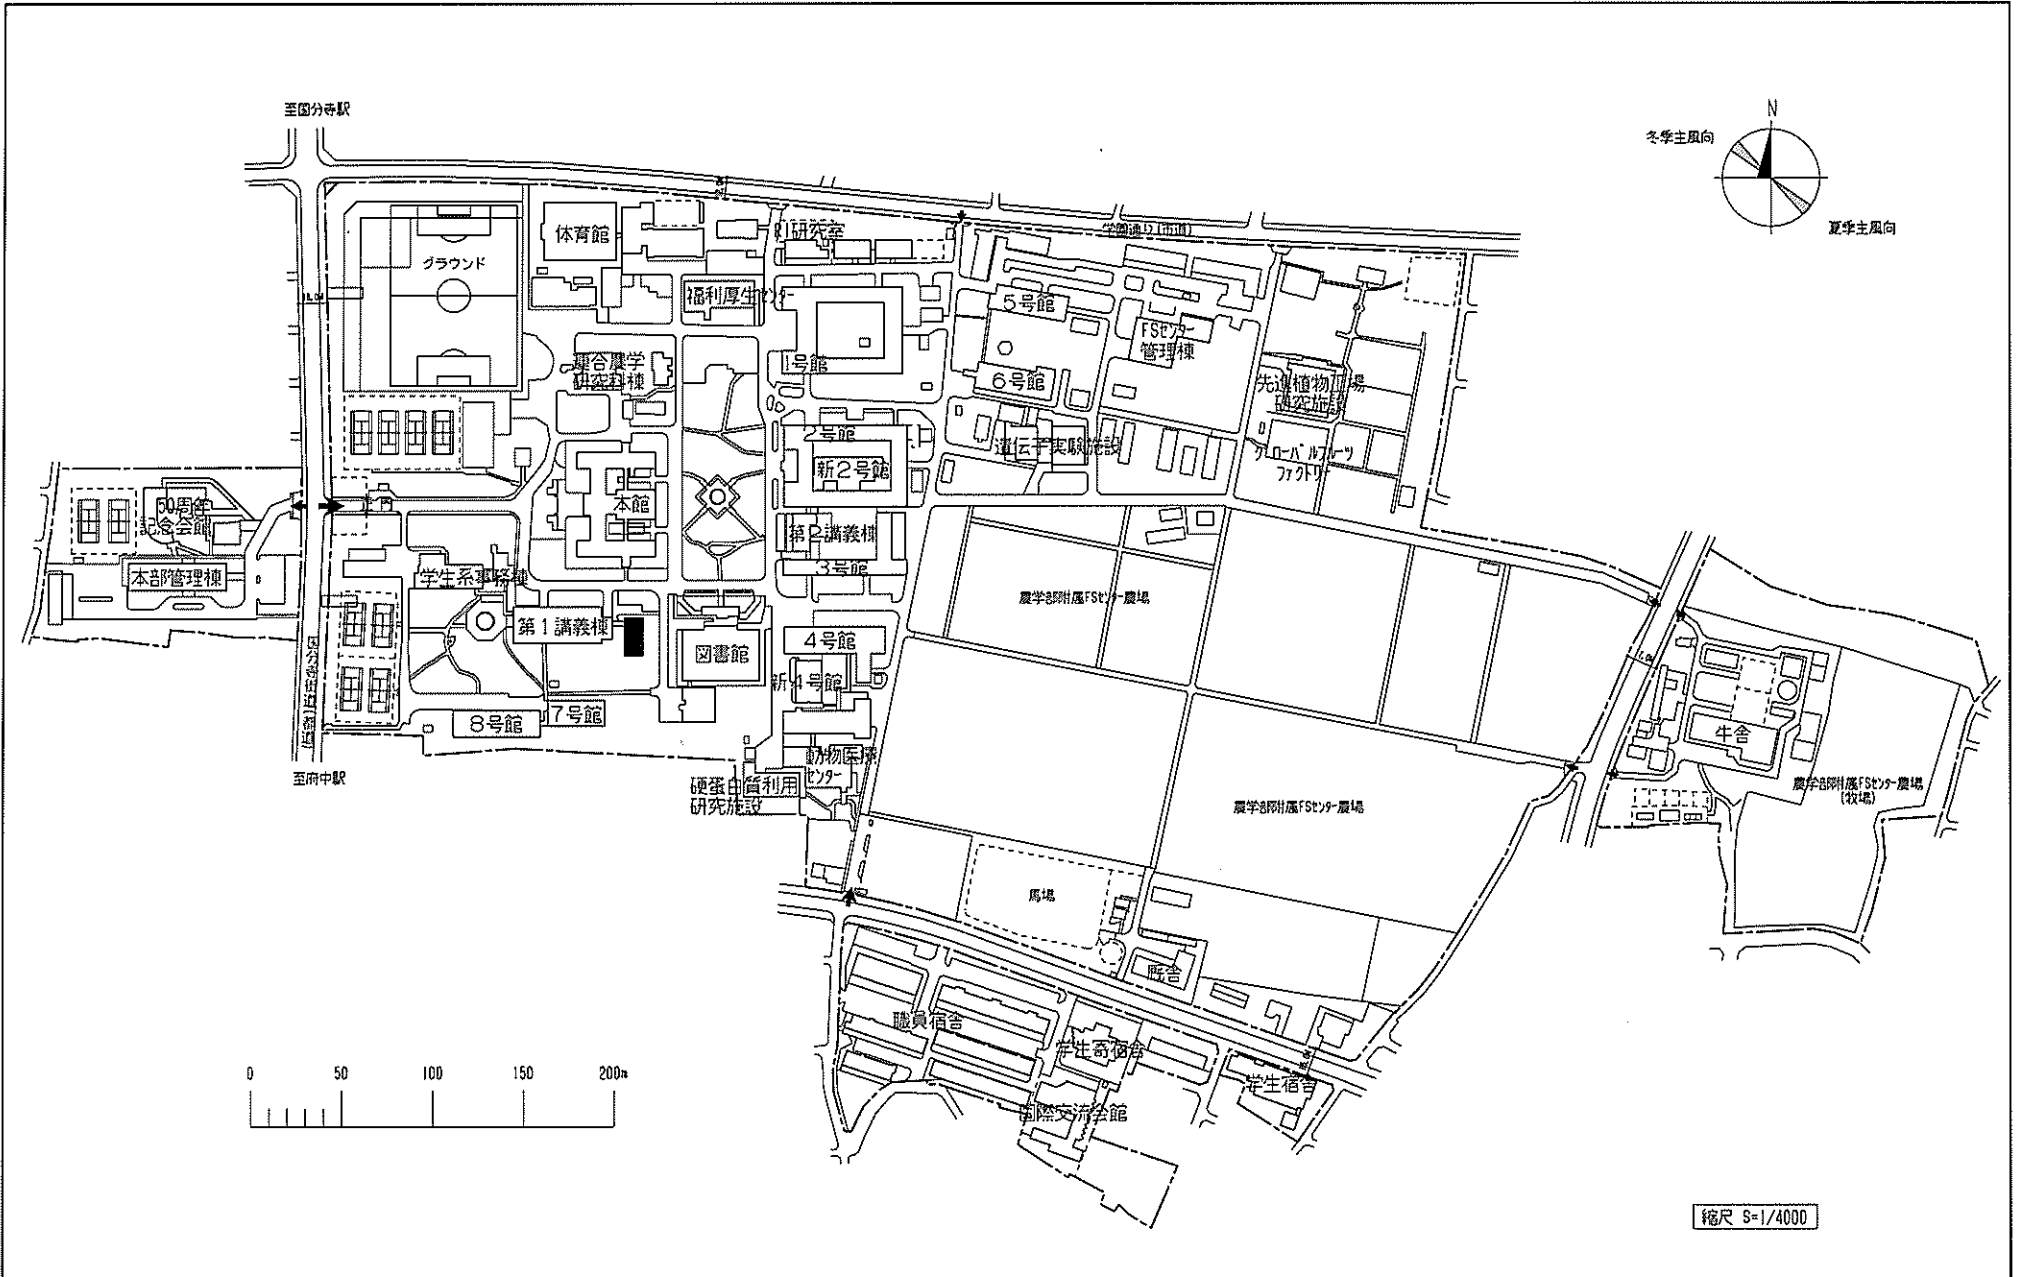 至国分寺駅
N
冬季主風向
夏季主風向
体育館
RI研究室
学園通り(市道)
グラウンド
福利厚生センター
5号館
FSセンター
管理棟
1号館
連合農学
研究科棟
6号館
先進植物工場
研究施設
2号館
新2号館
遺伝子実験施設
グローバルフルーツ
ファクトリー
本館
50周年
記念会館
正門
第2講義棟
3号館
本部管理棟
学生系事務棟
農学部附属FSセンター農場
第1講義棟
4号館
図書館
国分寺街道(都道)
新4号館
8号館
7号館
牛舎
至府中駅
動物医療
センター
硬蛋白質利用
研究施設
農学部附属FSセンター農場
農学部附属FSセンター農場
(牧場)
馬場
厩舎
職員宿舎
学生寄宿舎
学生宿舎
国際交流会館
0 50 100 150 200m
縮尺 S=1/4000